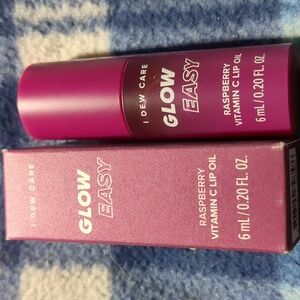 I DEW CARE
GLOW
EASY
RASPBERRY
VITAMIN C LIP OIL
6 mL / 0.20 FL. OZ.
I DEW CARE
GLOW
EASY
RASPBERRY
VITAMIN C LIP OIL
6 mL / 0.20 FL. OZ.